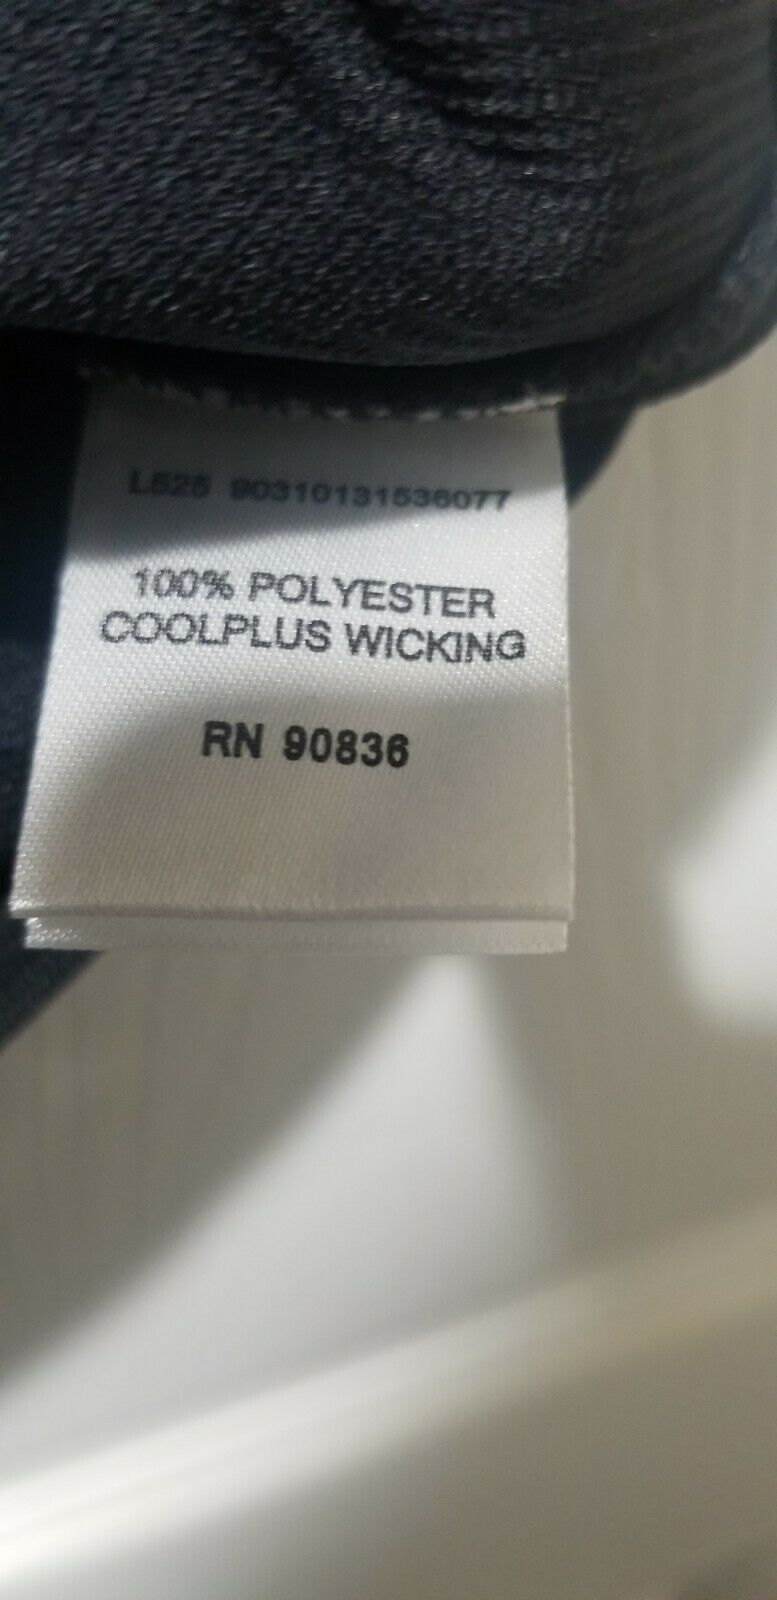 L525 90310131536077
100% POLYESTER
COOLPLUS WICKING
RN 90836